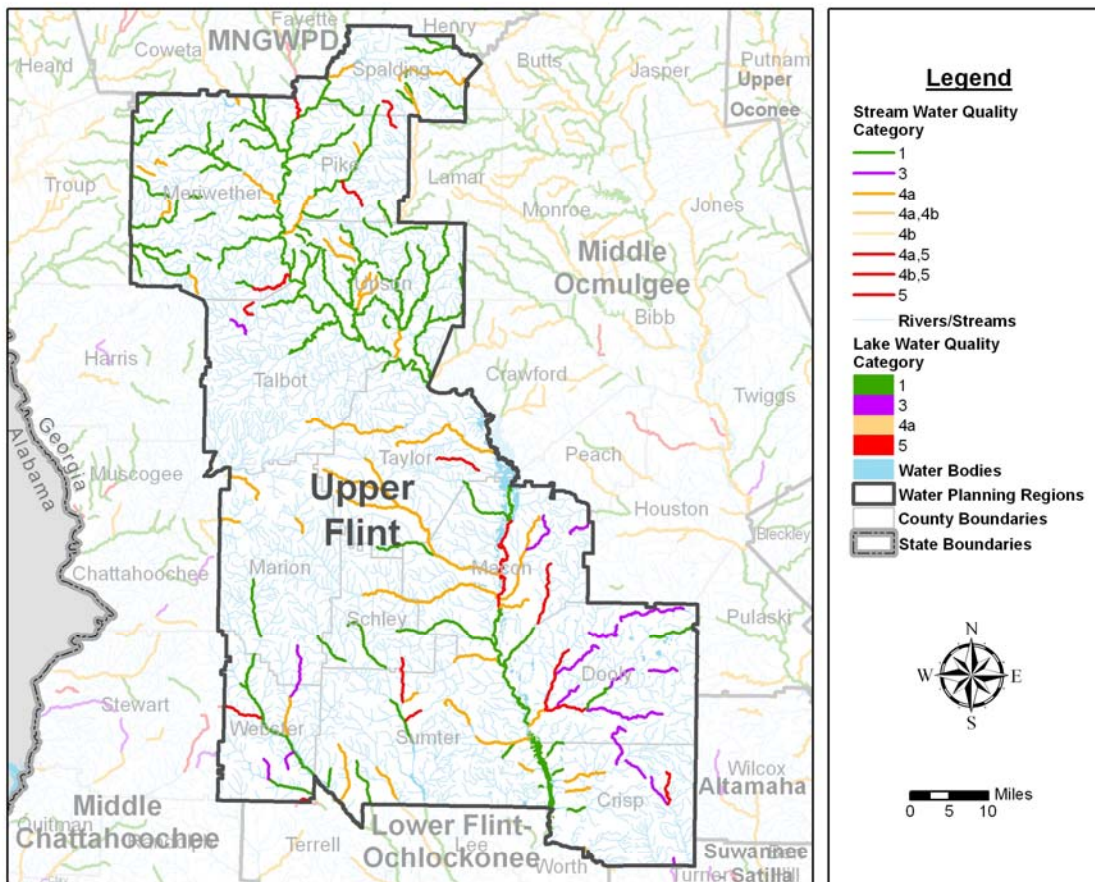 Fayette
Henry
Coweta
MNGWPD
Heard
Spalding
Butts
Jasper
Putnam
Upper
Oconee
Pike
Troup
Meriwether
Lamar
Monroe
Jones
Middle
Ocmulgee
Upson
Bibb
Harris
Talbot
Crawford
Twiggs
Georgia
Alabama
Muscogee
Taylor
Peach
Upper
Flint
Houston
Bleckley
Chattahoochee
Marion
Macon
Schley
Pulaski
Dooly
Stewart
Webster
Sumter
Wilcox
Altamaha
Crisp
Middle
Chattahoochee
Quitman
Randolph
Terrell
Lower Flint-
Ochlockonee
Lee
Worth
Suwannee
Turner
- Satilla
Hill
Legend
Stream Water Quality
Category
1
3
4a
4a,4b
4b
4a,5
4b,5
5
Rivers/Streams
Lake Water Quality
Category
1
3
4a
5
Water Bodies
Water Planning Regions
County Boundaries
State Boundaries
N
W
E
S
0 5 10 Miles